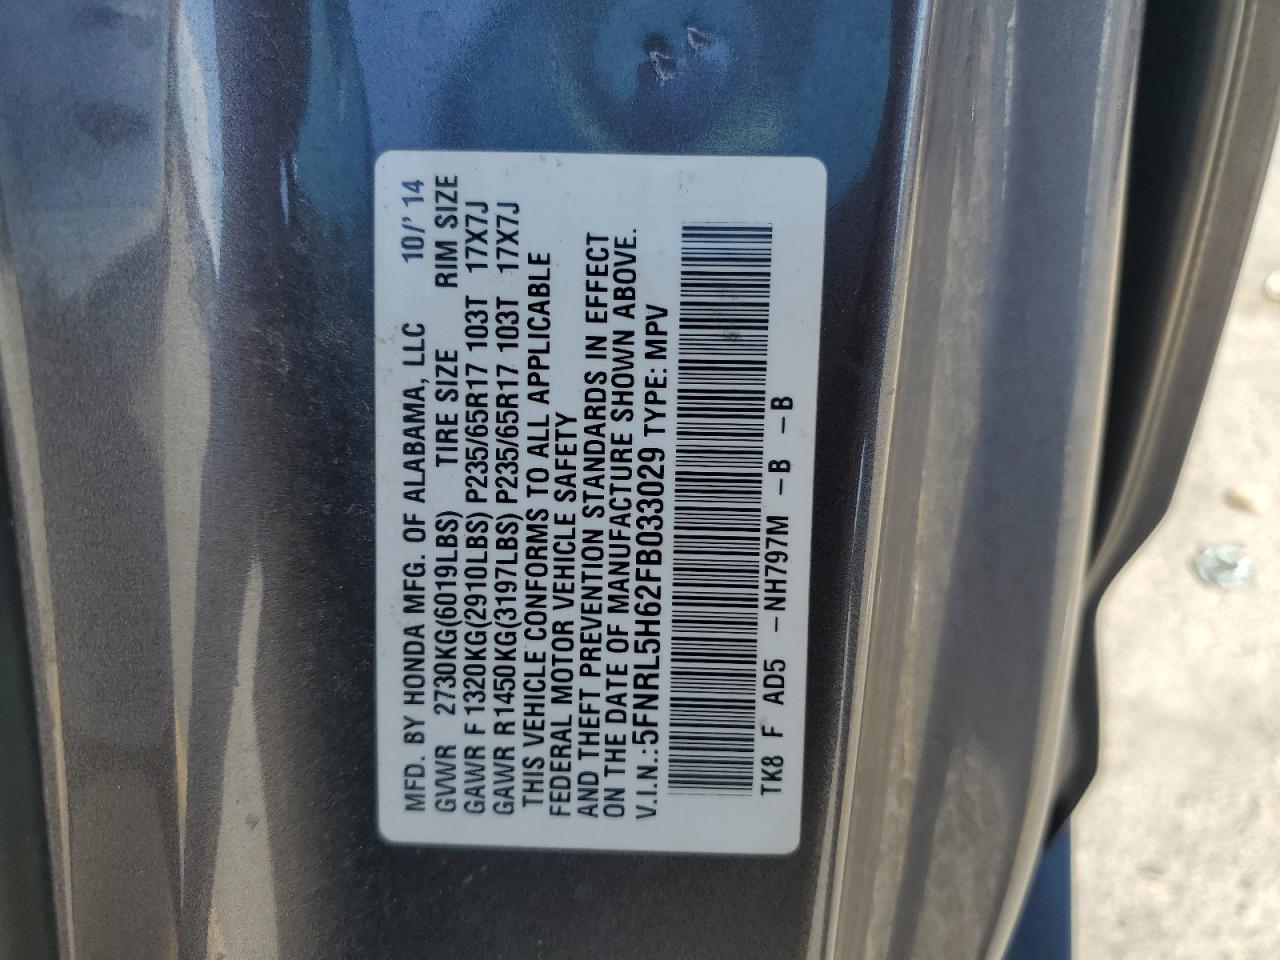 MFD. BY HONDA MFG. OF ALABAMA, LLC 10/' 14
GVWR 2730KG(6019LBS) TIRE SIZE RIM SIZE
GAWR F 1320KG(2910LBS) P235/65R17 103T 17X7J
GAWR R 1450KG(3197LBS) P235/65R17 103T 17X7J
THIS VEHICLE CONFORMS TO ALL APPLICABLE
FEDERAL MOTOR VEHICLE SAFETY
AND THEFT PREVENTION STANDARDS IN EFFECT
ON THE DATE OF MANUFACTURE SHOWN ABOVE.
V.I.N.:5FNRL5H62FB033029 TYPE: MPV
TK8 F AD5 -NH797M -B -B